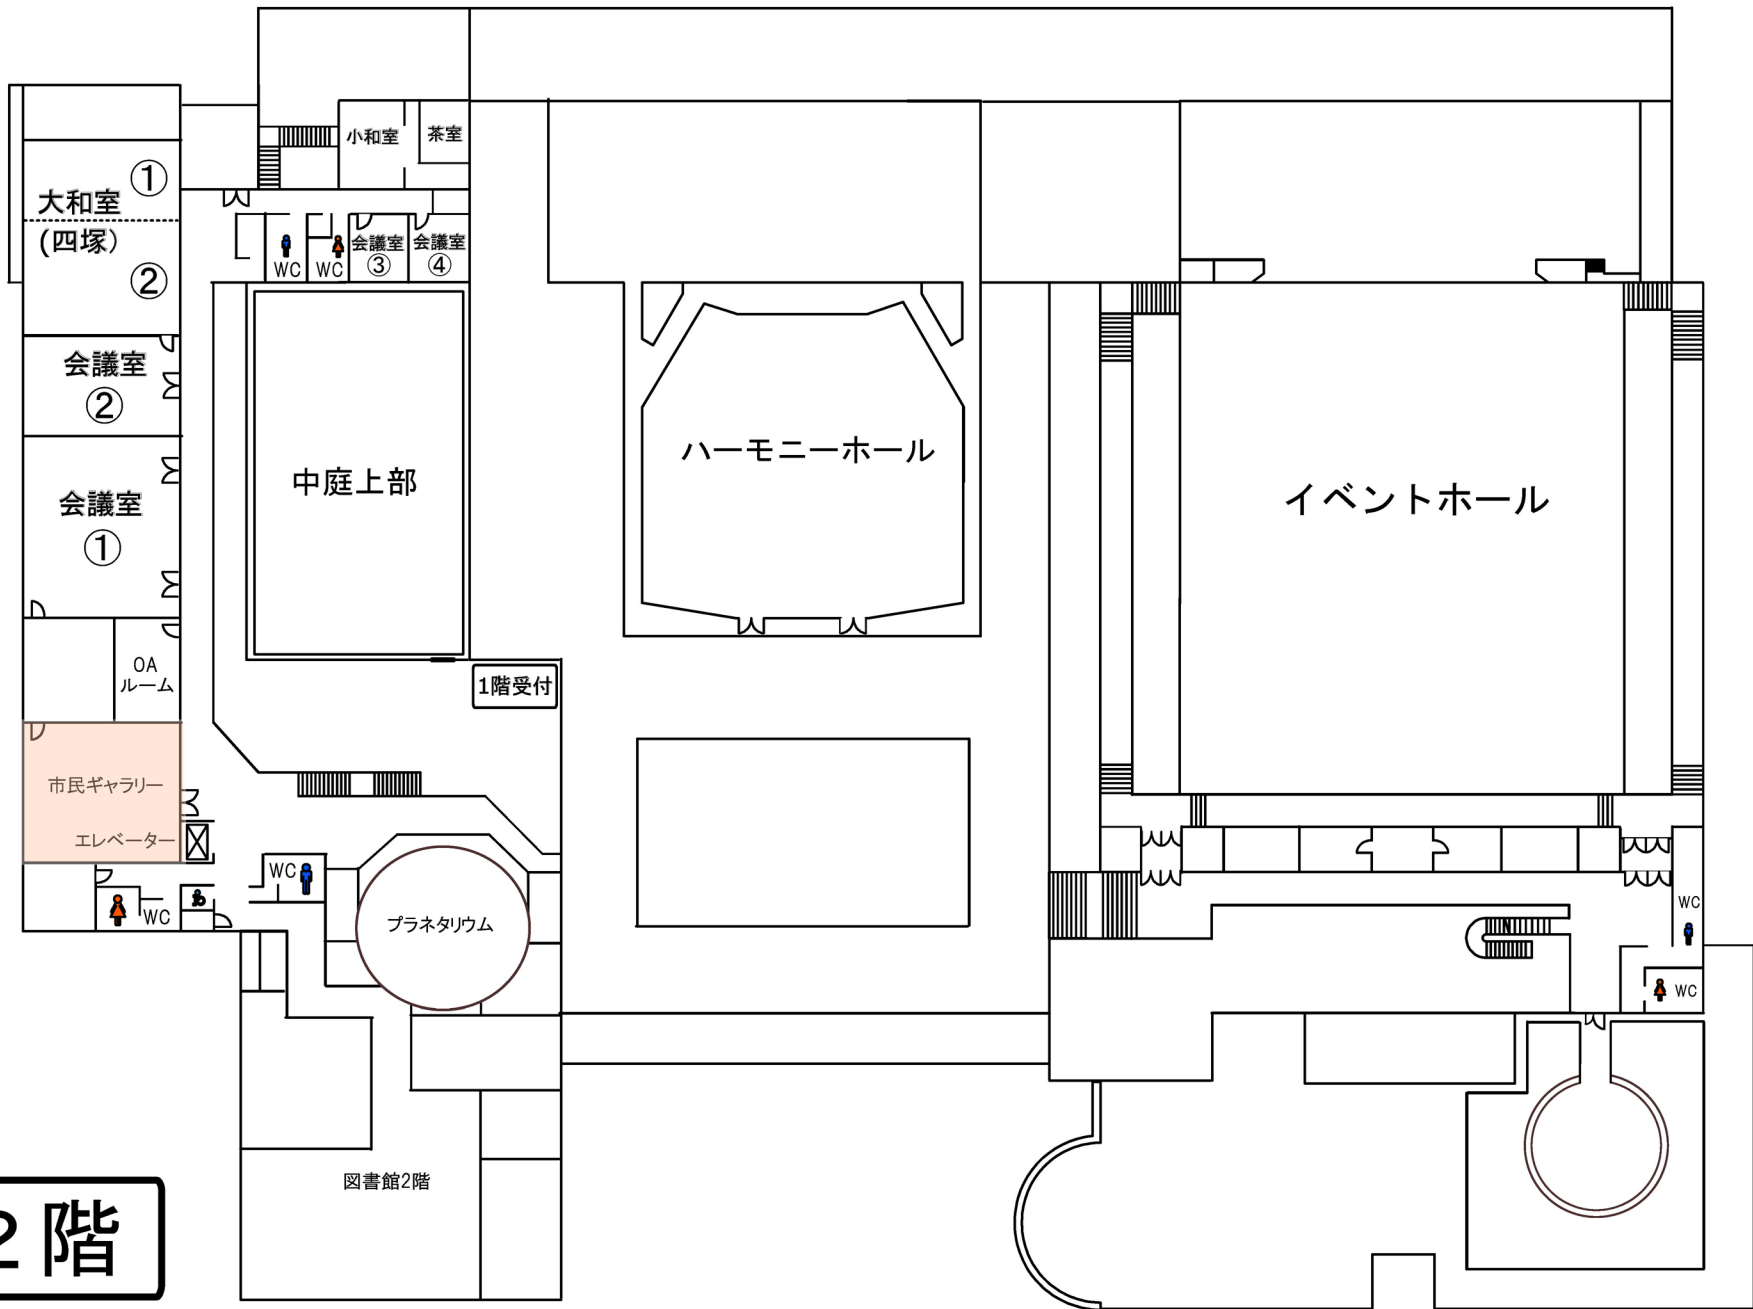 小和室
茶室
①
大和室
(四塚)
②
WC
WC
会議室
③
会議室
④
会議室
②
会議室
①
中庭上部
ハーモニーホール
イベントホール
OA
ルーム
1階受付
市民ギャラリー
エレベーター
WC
WC
プラネタリウム
WC
WC
図書館2階
2階